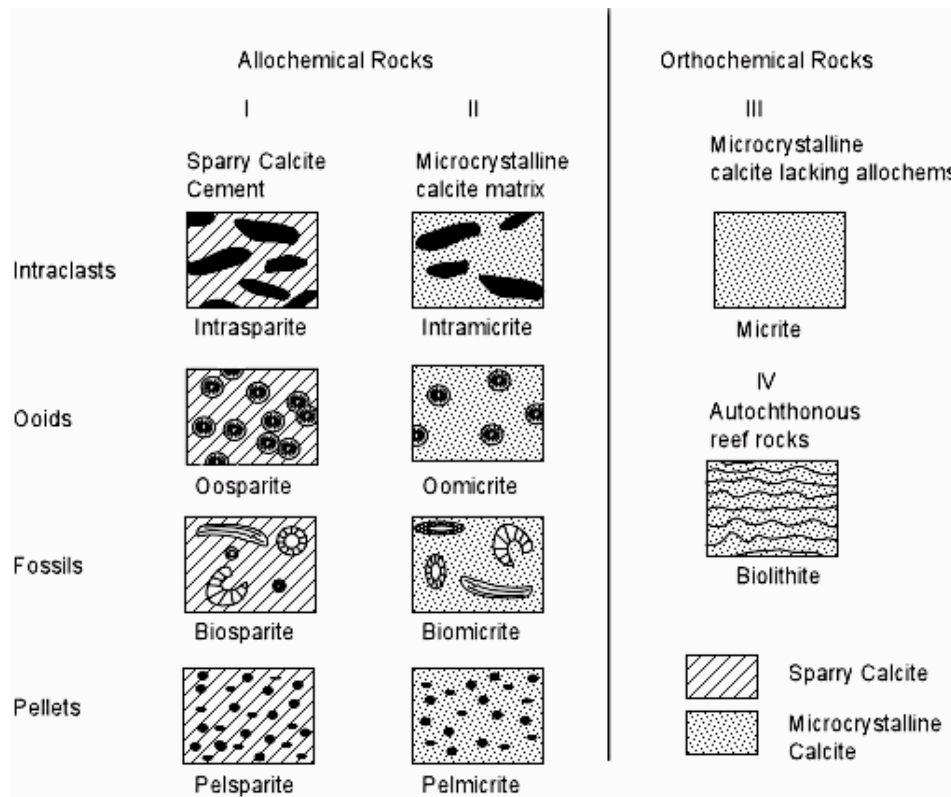 Allochemical Rocks
Orthochemical Rocks
I
II
III
Sparry Calcite
Cement
Microcrystalline
calcite matrix
Microcrystalline
calcite lacking allochems
Intraclasts
Intrasparite
Intramicrite
Micrite
IV
Autochthonous
reef rocks
Ooids
Oosparite
Oomicrite
Biolithite
Fossils
Biosparite
Biomicrite
Sparry Calcite
Microcrystalline
Calcite
Pellets
Pelsparite
Pelmicrite